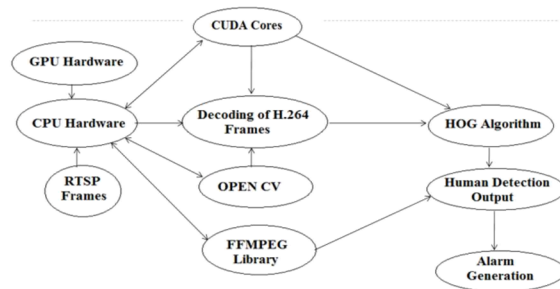 CUDA Cores
GPU Hardware
CPU Hardware
Decoding of H.264
Frames
HOG Algorithm
RTSP
Frames
OPEN CV
Human Detection
Output
FFMPEG
Library
Alarm
Generation